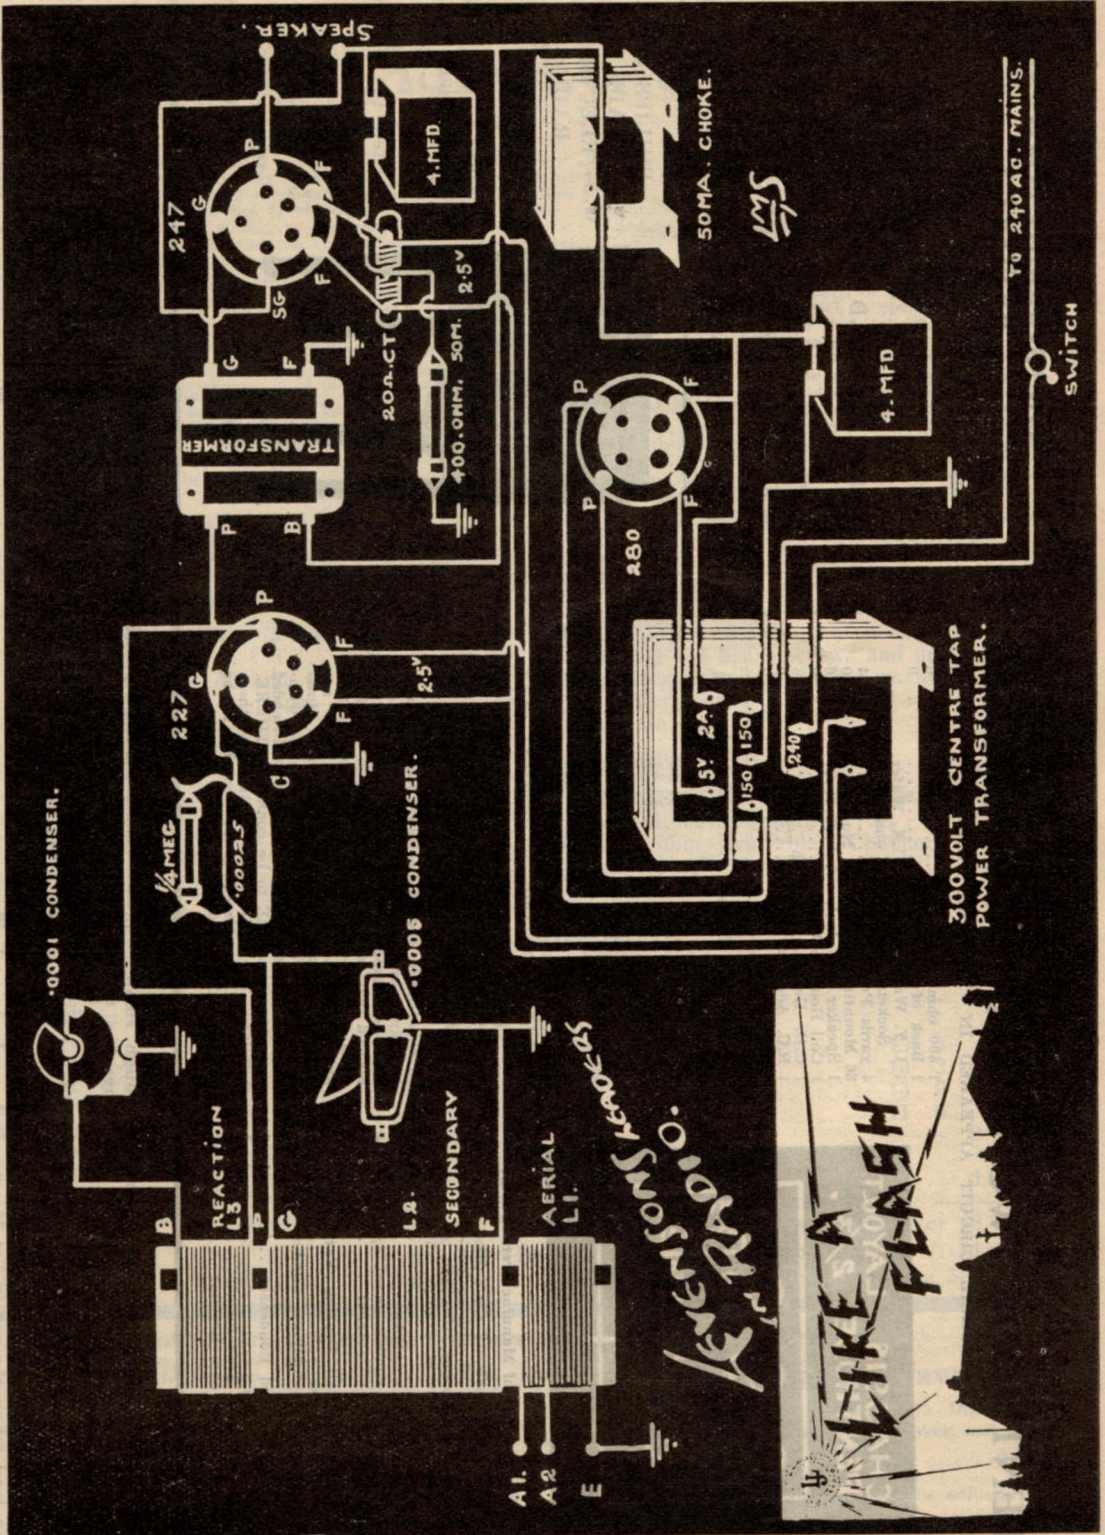 .0001 CONDENSER.
B
REACTION
L3
P
G
L2.
SECONDARY
F
AERIAL
L1.
A1.
A2
E
1/4 MEG
.00025
.0005 CONDENSER.
227
G
P
C
F
F
2.5V
P
B
TRANSFORMER
G
F
247
G
P
SG
F
F
SPEAKER.
4.MFD
20Ω.CT
2.5V
400.OHM. 50M.
50MA. CHOKE.
LMS
280
P
P
F
F
4.MFD
5V. 2A
150 150
240
300 VOLT CENTRE TAP
POWER TRANSFORMER.
TO 240 AC. MAINS.
SWITCH
LEVENSONS LEADERS
IN RADIO.
LIKE A
FLASH
LJ